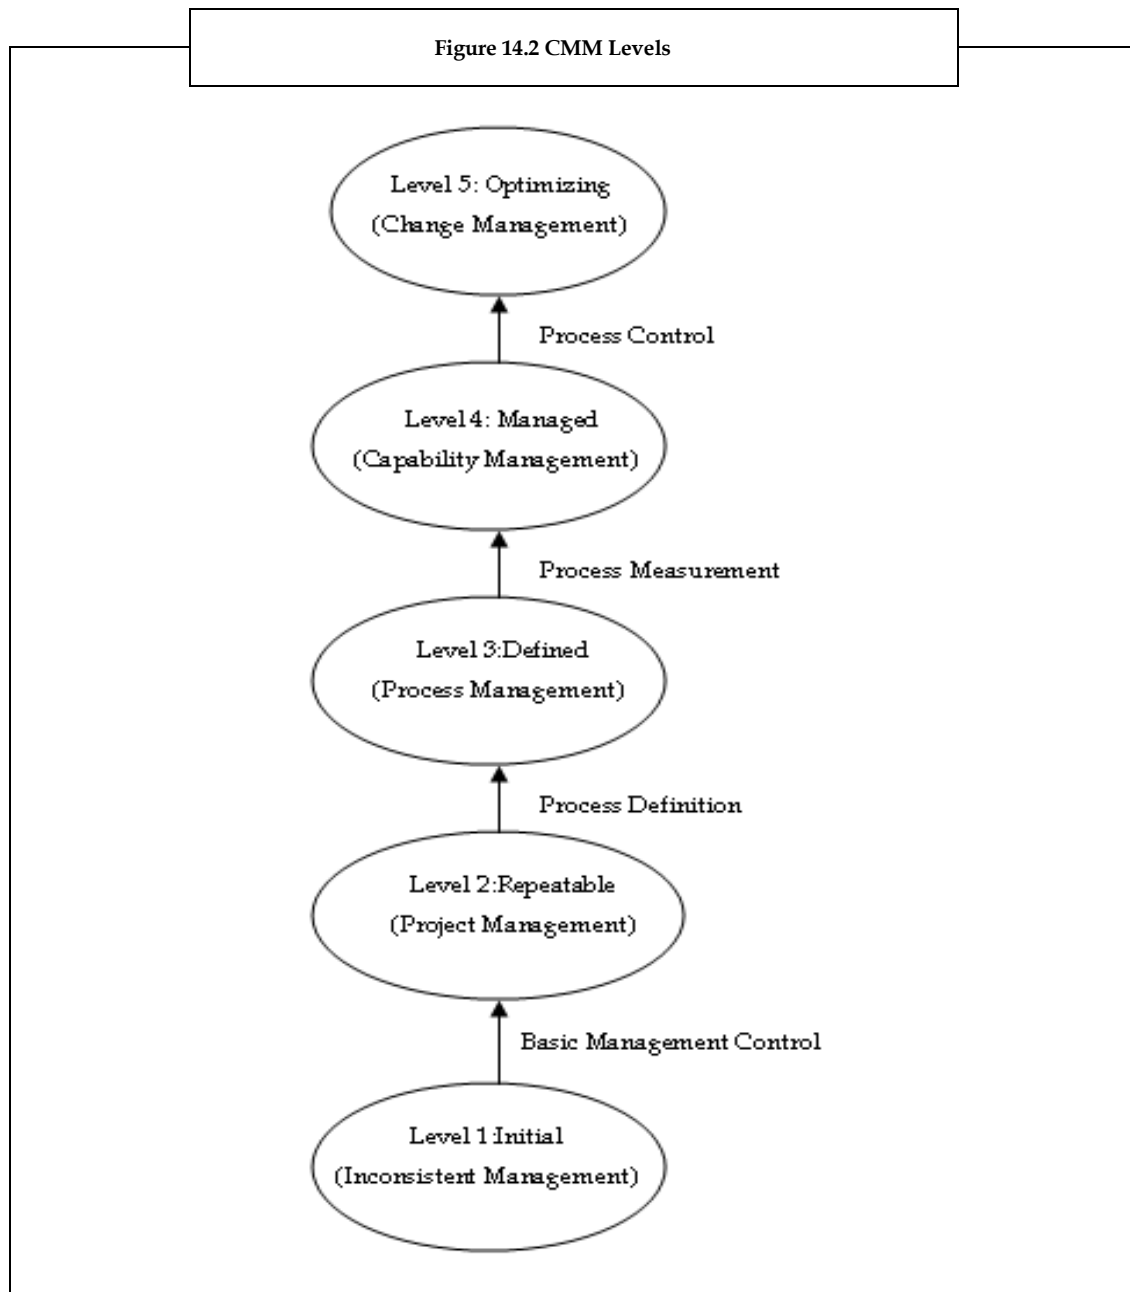 Figure 14.2 CMM Levels
Level 5: Optimizing
(Change Management)
Process Control
Level 4: Managed
(Capability Management)
Process Measurement
Level 3:Defined
(Process Management)
Process Definition
Level 2:Repeatable
(Project Management)
Basic Management Control
Level 1:Initial
(Inconsistent Management)